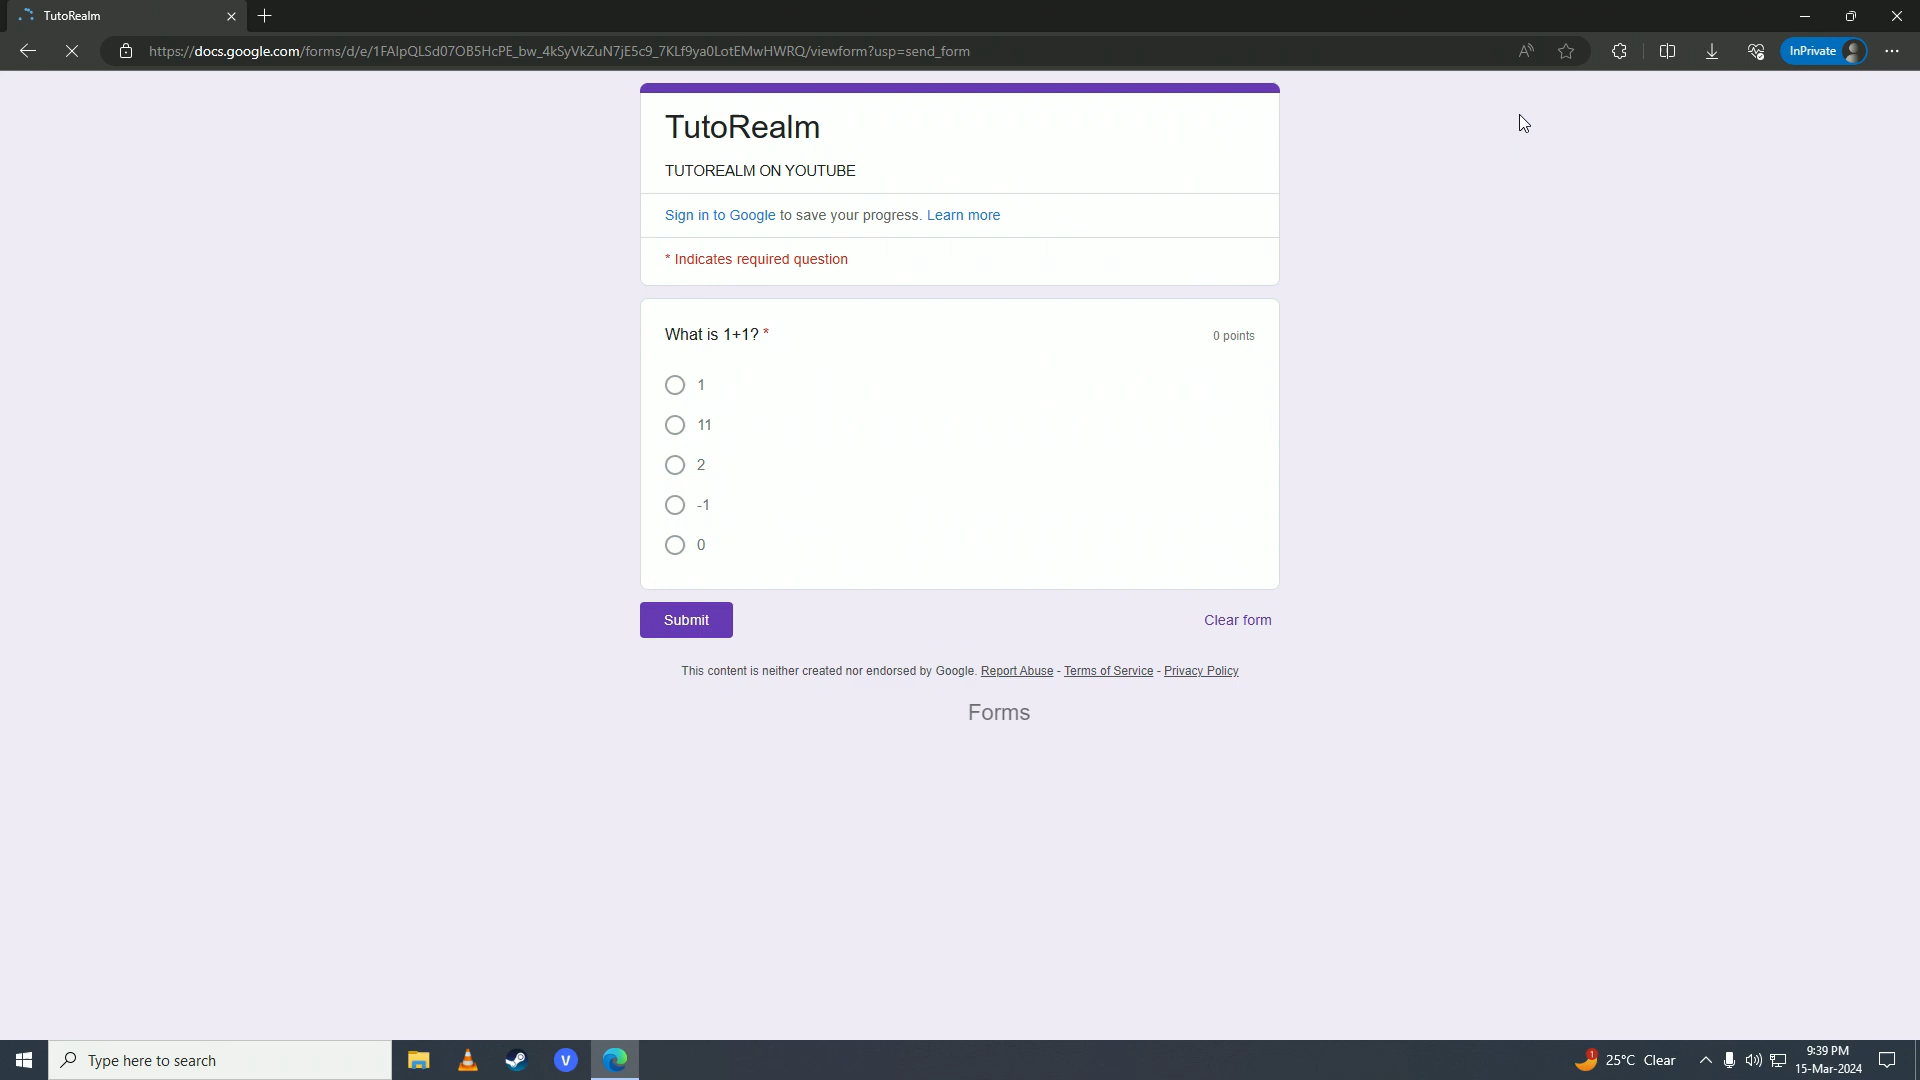 TutoRealm
https://docs.google.com/forms/d/e/1FAIpQLSd07OB5HcPE_bw_4kSyVkZuN7jE5c9_7KLf9ya0LotEMwHWRQ/viewform?usp=send_form
InPrivate
TutoRealm
TUTOREALM ON YOUTUBE
Sign in to Google to save your progress. Learn more
* Indicates required question
What is 1+1? *
0 points
1
11
2
-1
0
Submit
Clear form
This content is neither created nor endorsed by Google. Report Abuse - Terms of Service - Privacy Policy
Forms
Type here to search
V
1
25°C Clear
9:39 PM
15-Mar-2024